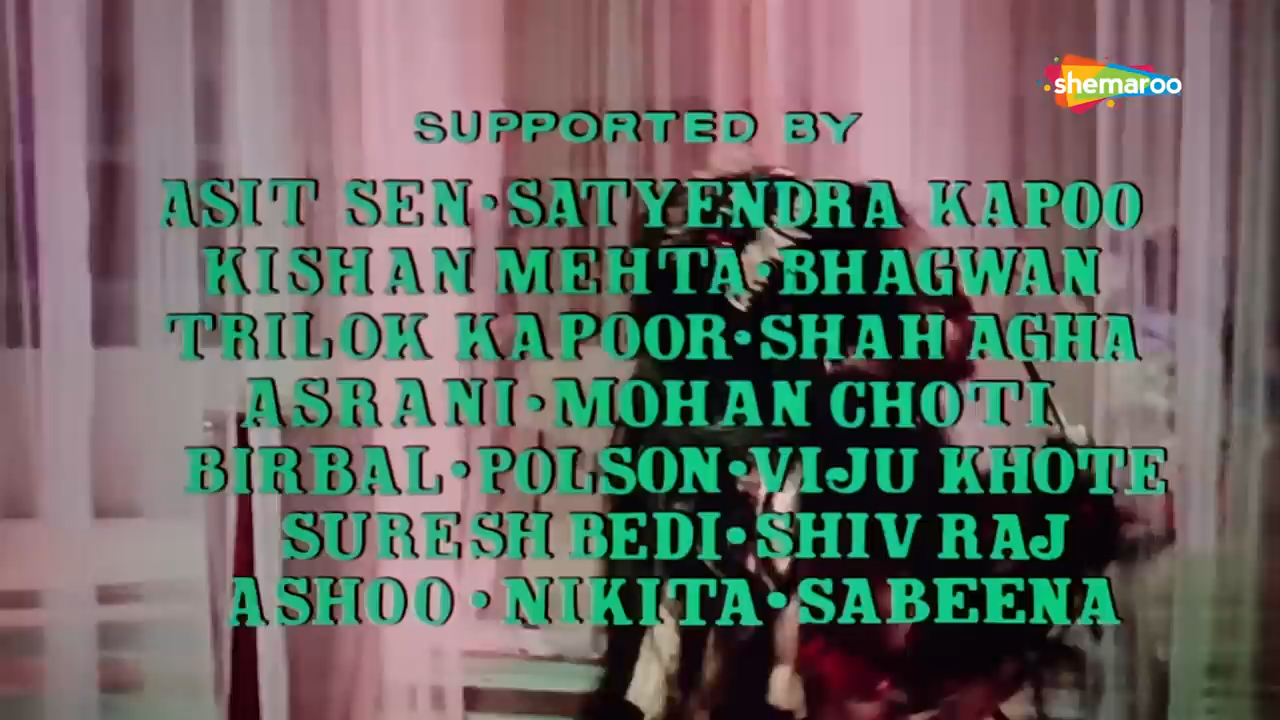 shemaroo
SUPPORTED BY
ASIT SEN•SATYENDRA KAPOO
KISHAN MEHTA•BHAGWAN
TRILOK KAPOOR•SHAH AGHA
ASRANI•MOHAN CHOTI
BIRBAL•POLSON•VIJU KHOTE
SURESH BEDI•SHIV RAJ
ASHOO•NIKITA•SABEENA